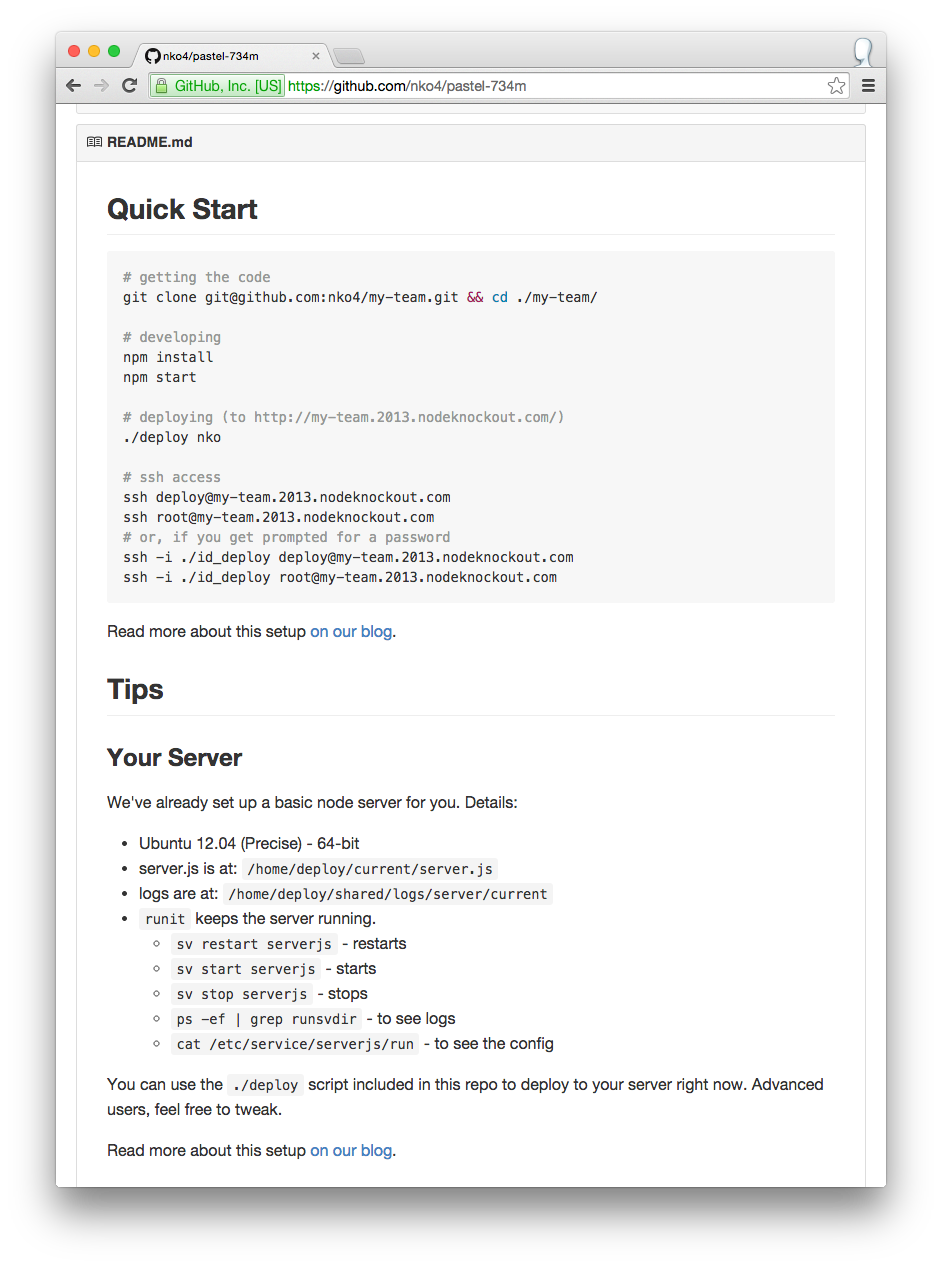 nko4/pastel-734m
GitHub, Inc. [US] https://github.com/nko4/pastel-734m
README.md
Quick Start
# getting the code
git clone git@github.com:nko4/my-team.git && cd ./my-team/
# developing
npm install
npm start
# deploying (to http://my-team.2013.nodeknockout.com/)
./deploy nko
# ssh access
ssh deploy@my-team.2013.nodeknockout.com
ssh root@my-team.2013.nodeknockout.com
# or, if you get prompted for a password
ssh -i ./id_deploy deploy@my-team.2013.nodeknockout.com
ssh -i ./id_deploy root@my-team.2013.nodeknockout.com
Read more about this setup on our blog.
Tips
Your Server
We've already set up a basic node server for you. Details:
• Ubuntu 12.04 (Precise) - 64-bit
• server.js is at: /home/deploy/current/server.js
• logs are at: /home/deploy/shared/logs/server/current
• runit keeps the server running.
◦ sv restart serverjs - restarts
◦ sv start serverjs - starts
◦ sv stop serverjs - stops
◦ ps -ef | grep runsvdir - to see logs
◦ cat /etc/service/serverjs/run - to see the config
You can use the ./deploy script included in this repo to deploy to your server right now. Advanced
users, feel free to tweak.
Read more about this setup on our blog.